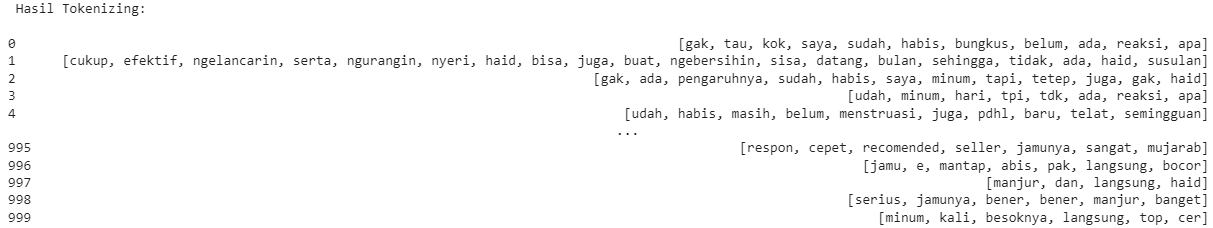 Hasil Tokenizing:
0 [gak, tau, kok, saya, sudah, habis, bungkus, belum, ada, reaksi, apa]
1 [cukup, efektif, ngelancarin, serta, ngurangin, nyeri, haid, bisa, juga, buat, ngebersihin, sisa, datang, bulan, sehingga, tidak, ada, haid, susulan]
2 [gak, ada, pengaruhnya, sudah, habis, saya, minum, tapi, tetep, juga, gak, haid]
3 [udah, minum, hari, tpi, tdk, ada, reaksi, apa]
4 [udah, habis, masih, belum, menstruasi, juga, pdhl, baru, telat, semingguan]
...
995 [respon, cepet, recomended, seller, jamunya, sangat, mujarab]
996 [jamu, e, mantap, abis, pak, langsung, bocor]
997 [manjur, dan, langsung, haid]
998 [serius, jamunya, bener, bener, manjur, banget]
999 [minum, kali, besoknya, langsung, top, cer]